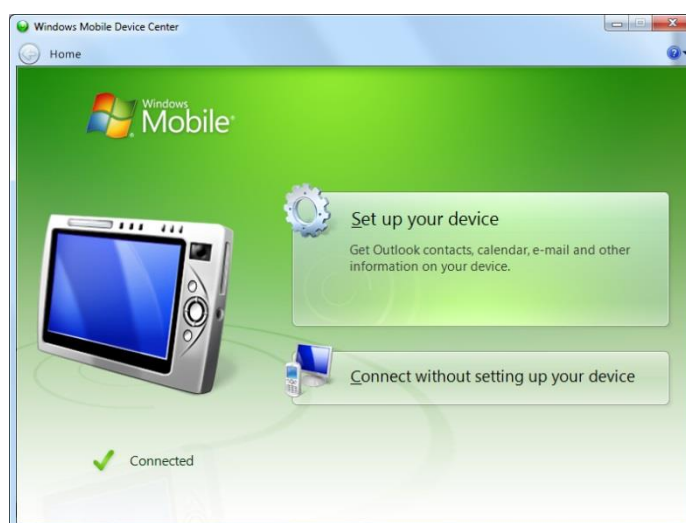 Windows Mobile Device Center
Home
Windows
Mobile
Set up your device
Get Outlook contacts, calendar, e-mail and other
information on your device.
Connect without setting up your device
Connected